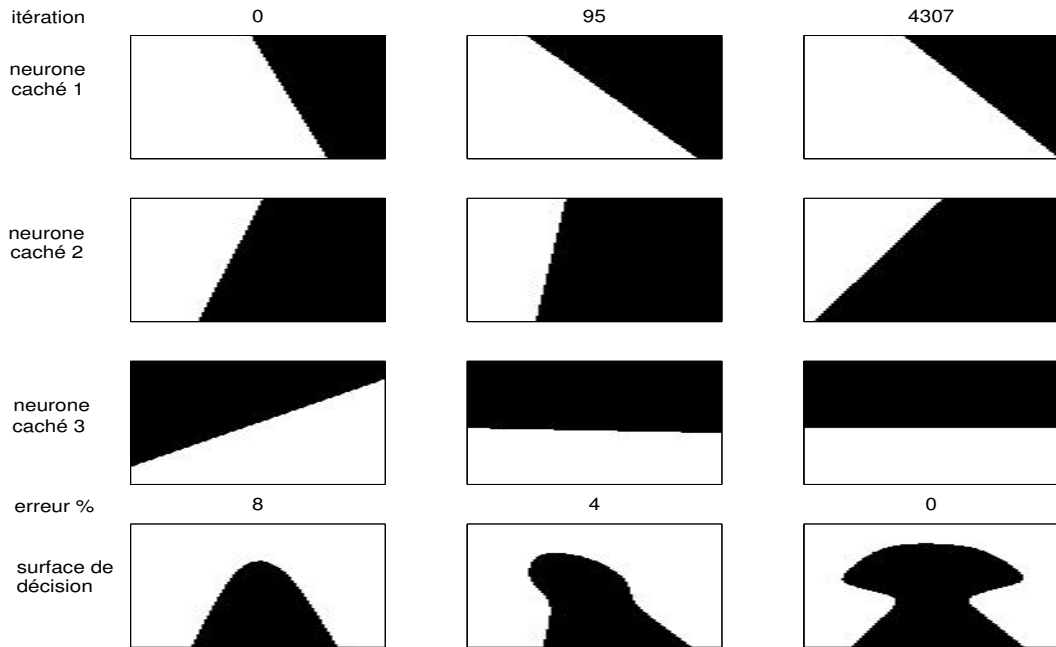 itération 0 95 4307
neurone
caché 1
neurone
caché 2
neurone
caché 3
erreur % 8 4 0
surface de
décision